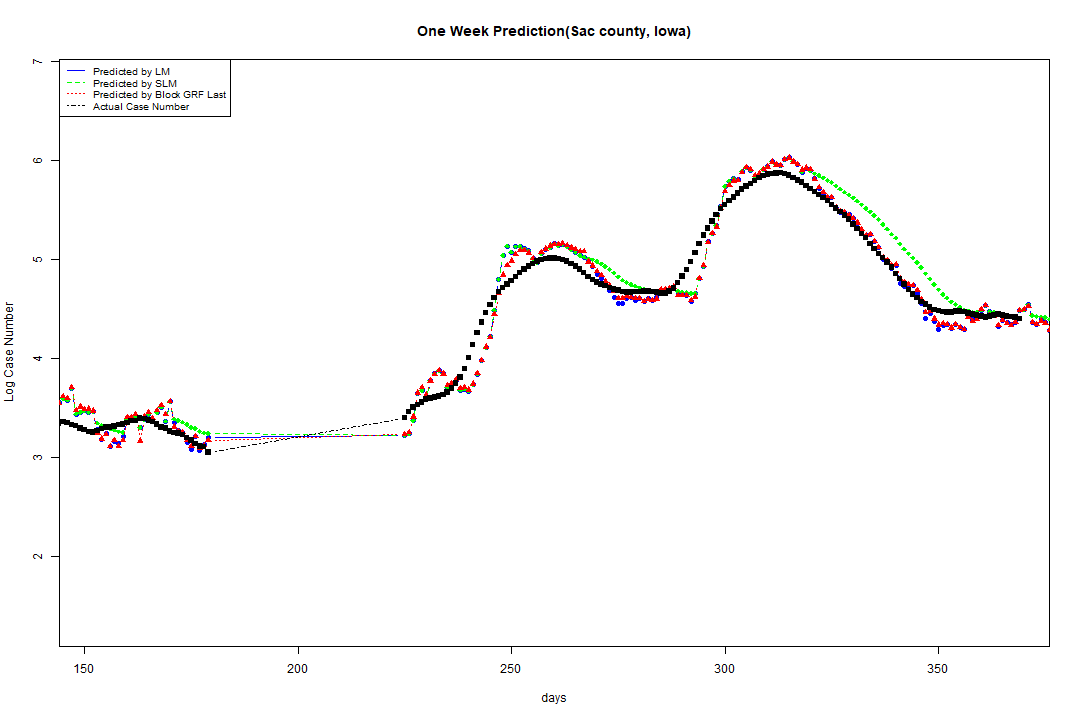 One Week Prediction(Sac county, Iowa)
7
Predicted by LM
Predicted by SLM
Predicted by Block GRF Last
Actual Case Number
6
5
4
3
2
Log Case Number
150 200 250 300 350
days